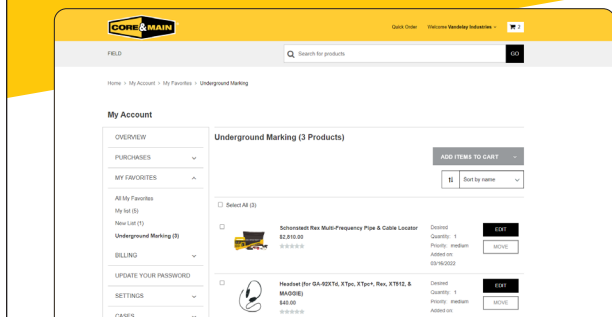 CORE & MAIN
Quick Order
Welcome Vandelay Industries
2
FIELD
Search for products
GO
Home > My Account > My Favorites > Underground Marking
My Account
OVERVIEW
PURCHASES
MY FAVORITES
All My Favorites
My list (5)
New List (1)
Underground Marking (3)
BILLING
UPDATE YOUR PASSWORD
SETTINGS
CASES
Underground Marking (3 Products)
ADD ITEMS TO CART
Sort by name
Select All (3)
Schonstedt Rex Multi-Frequency Pipe & Cable Locator
$2,810.00
Desired
Quantity: 1
Priority: medium
Added on:
03/16/2022
EDIT
MOVE
Headset (for GA-92XTd, XTpc, XTpc+, Rex, XT512, &
MAGGIE)
$40.00
Desired
Quantity: 1
Priority: medium
Added on:
EDIT
MOVE